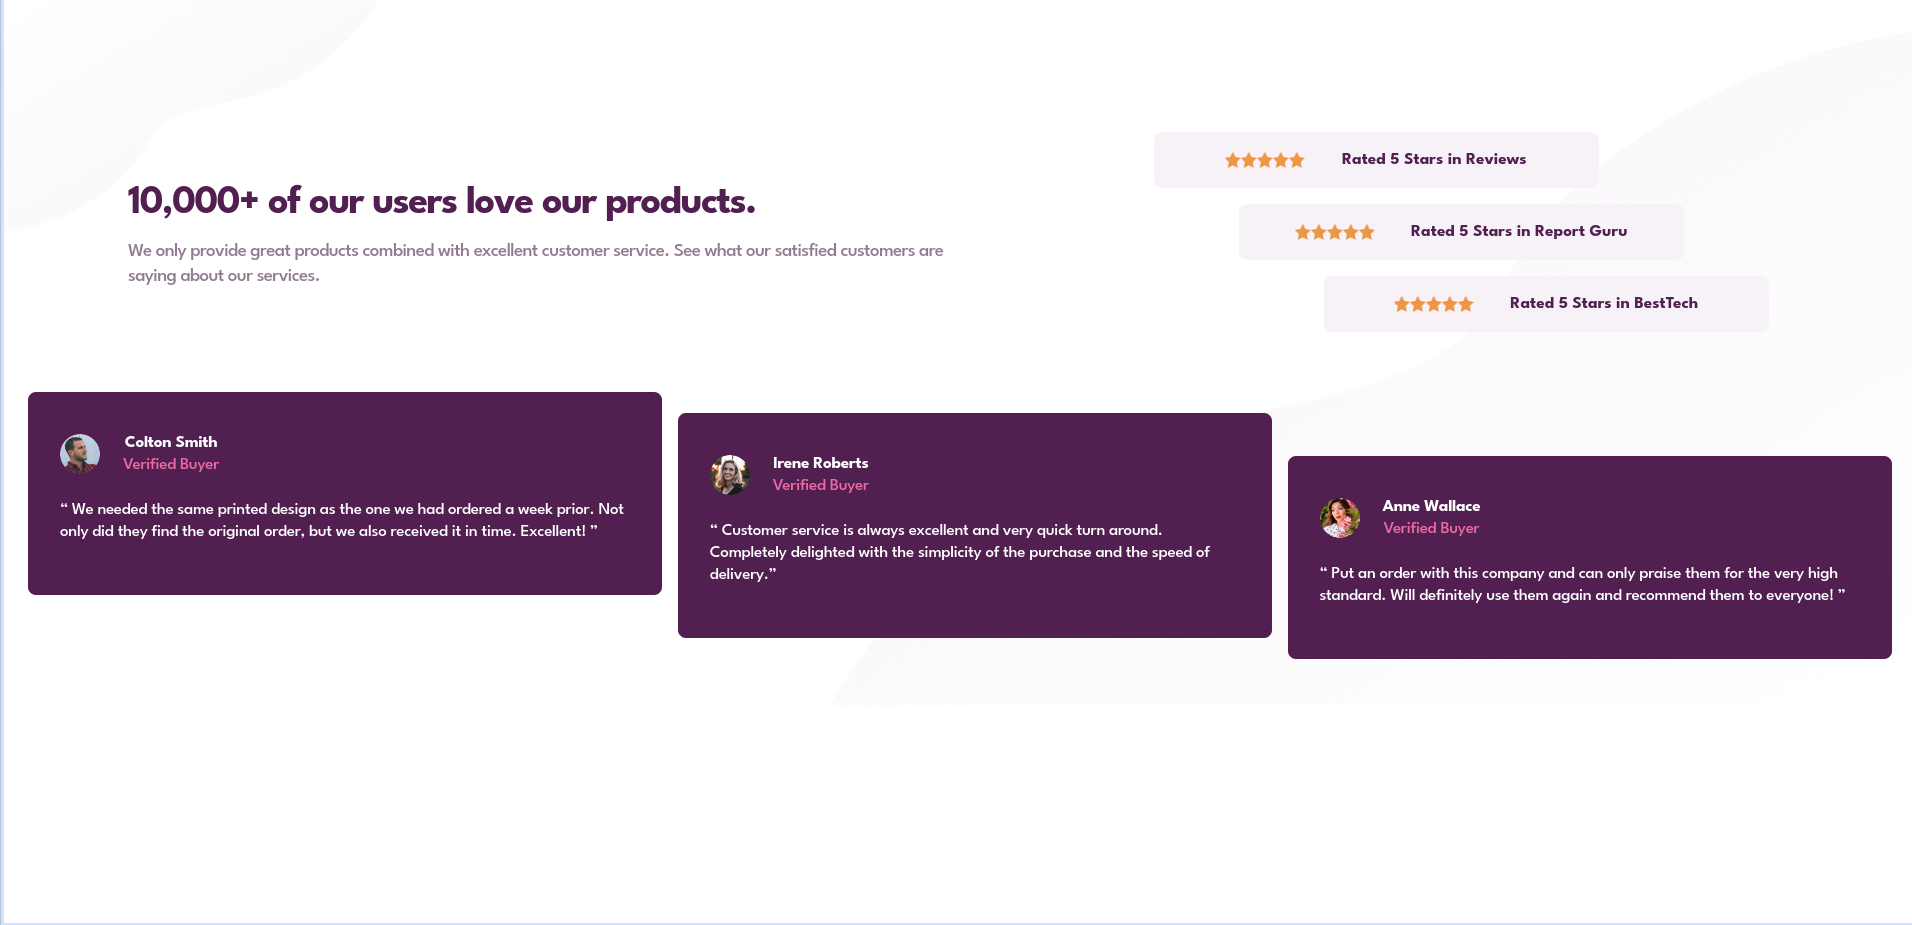 10,000+ of our users love our products.
We only provide great products combined with excellent customer service. See what our satisfied customers are
saying about our services.
Rated 5 Stars in Reviews
Rated 5 Stars in Report Guru
Rated 5 Stars in BestTech
Colton Smith
Verified Buyer
“ We needed the same printed design as the one we had ordered a week prior. Not
only did they find the original order, but we also received it in time. Excellent! ”
Irene Roberts
Verified Buyer
“ Customer service is always excellent and very quick turn around.
Completely delighted with the simplicity of the purchase and the speed of
delivery.”
Anne Wallace
Verified Buyer
“ Put an order with this company and can only praise them for the very high
standard. Will definitely use them again and recommend them to everyone! ”